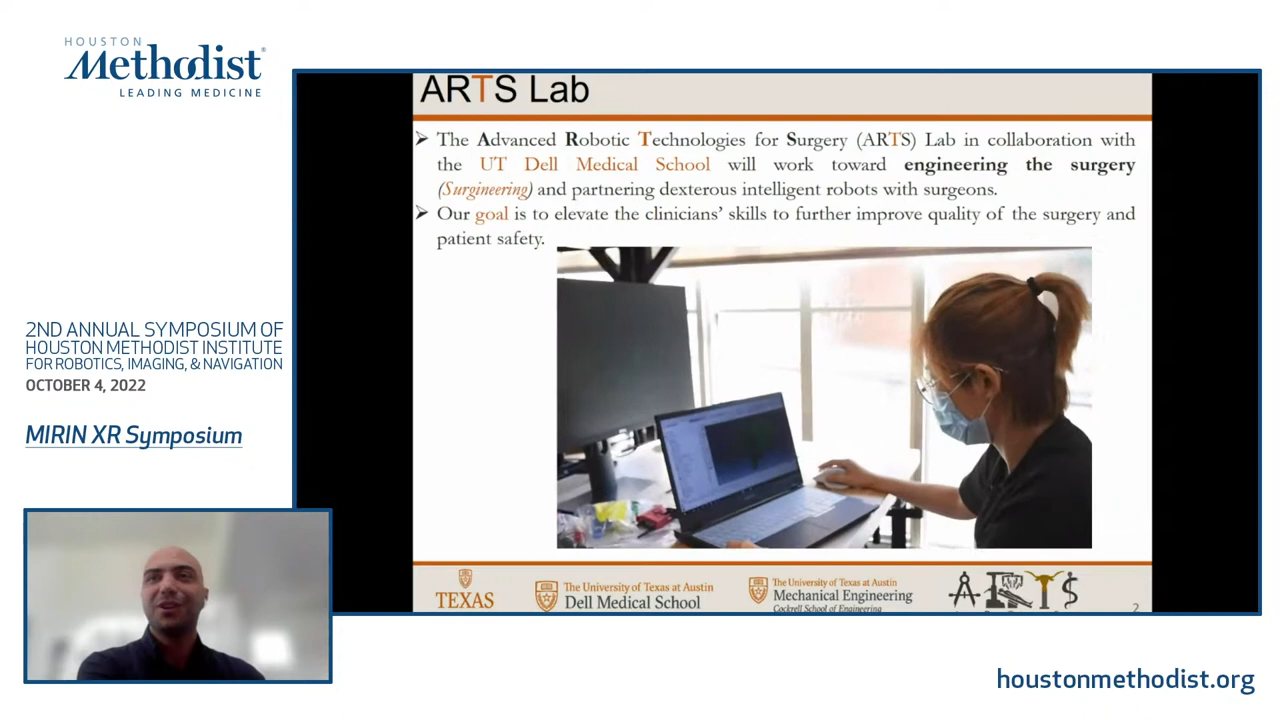 HOUSTON
Methodist®
LEADING MEDICINE
2ND ANNUAL SYMPOSIUM OF
HOUSTON METHODIST INSTITUTE
FOR ROBOTICS, IMAGING, & NAVIGATION
OCTOBER 4, 2022
MIRIN XR Symposium
ARTS Lab
➢ The Advanced Robotic Technologies for Surgery (ARTS) Lab in collaboration with
the UT Dell Medical School will work toward engineering the surgery
(Surgineering) and partnering dexterous intelligent robots with surgeons.
➢ Our goal is to elevate the clinicians’ skills to further improve quality of the surgery and
patient safety.
TEXAS
The University of Texas at Austin
Dell Medical School
The University of Texas at Austin
Mechanical Engineering
Cockrell School of Engineering
ARTS
2
houstonmethodist.org